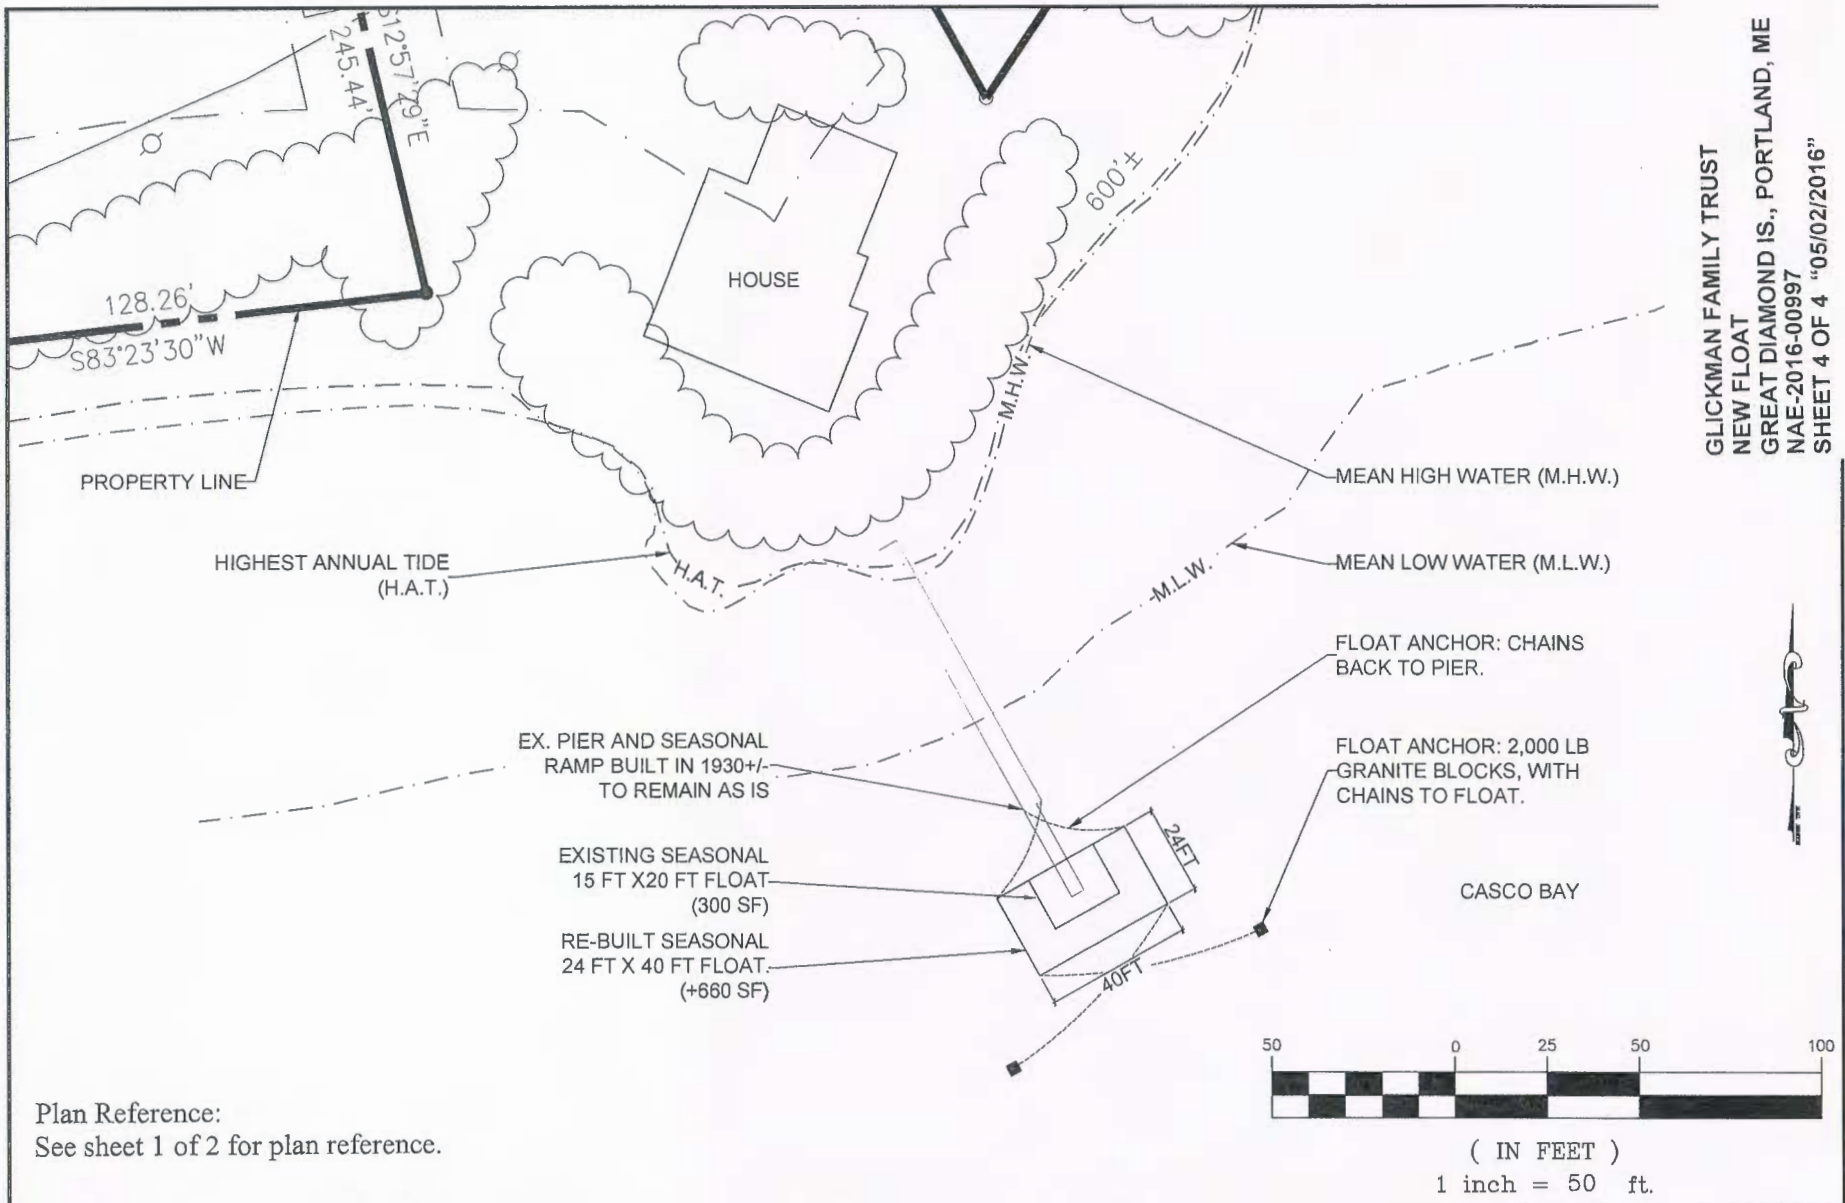 GLICKMAN FAMILY TRUST
NEW FLOAT
GREAT DIAMOND IS., PORTLAND, ME
NAE-2016-00997
SHEET 4 OF 4 “05/02/2016”
S12°57'49"E
245.44'
128.26'
S83°23'30"W
HOUSE
600'±
M.H.W.
PROPERTY LINE
HIGHEST ANNUAL TIDE
(H.A.T.)
H.A.T.
M.L.W.
MEAN HIGH WATER (M.H.W.)
MEAN LOW WATER (M.L.W.)
FLOAT ANCHOR: CHAINS
BACK TO PIER.
FLOAT ANCHOR: 2,000 LB
GRANITE BLOCKS, WITH
CHAINS TO FLOAT.
EX. PIER AND SEASONAL
RAMP BUILT IN 1930+/-
TO REMAIN AS IS
EXISTING SEASONAL
15 FT X20 FT FLOAT
(300 SF)
RE-BUILT SEASONAL
24 FT X 40 FT FLOAT.
(+660 SF)
24FT
40FT
CASCO BAY
50 0 25 50 100
( IN FEET )
1 inch = 50 ft.
Plan Reference:
See sheet 1 of 2 for plan reference.